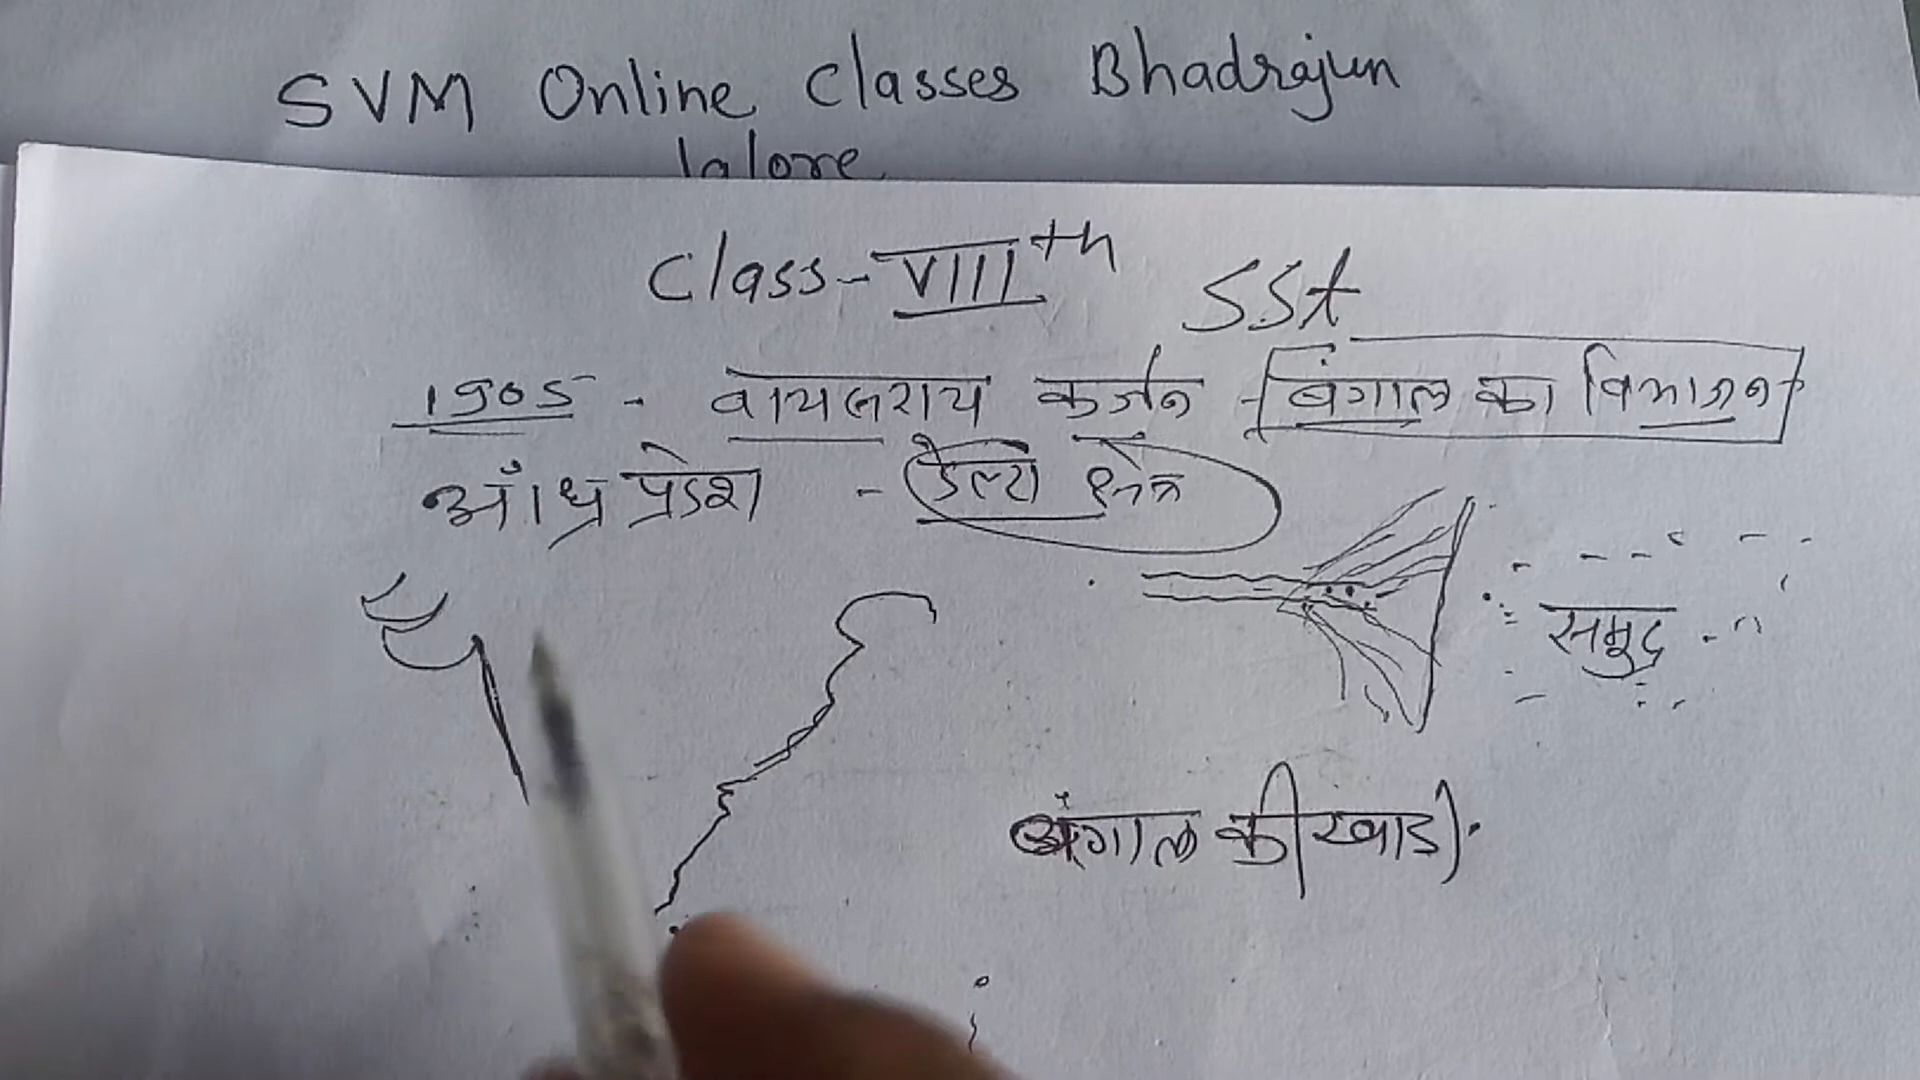 SVM Online Classes Bhadrajun
Jalore
Class-VIIIth SSt
1905 - वायसराय कर्जन - बंगाल का विभाजन
आँध्र प्रदेश - डेल्टा क्षेत्र
समुद्र
बंगाल की खाड़ी